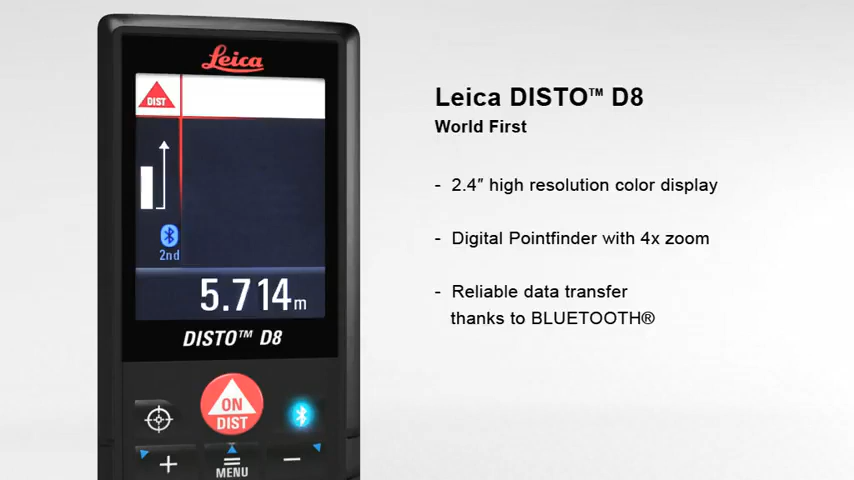 Leica
DIST
2nd
5.714 m
DISTO™ D8
ON
DIST
+
MENU
−
Leica DISTO™ D8
World First
- 2.4″ high resolution color display
- Digital Pointfinder with 4x zoom
- Reliable data transfer
thanks to BLUETOOTH®